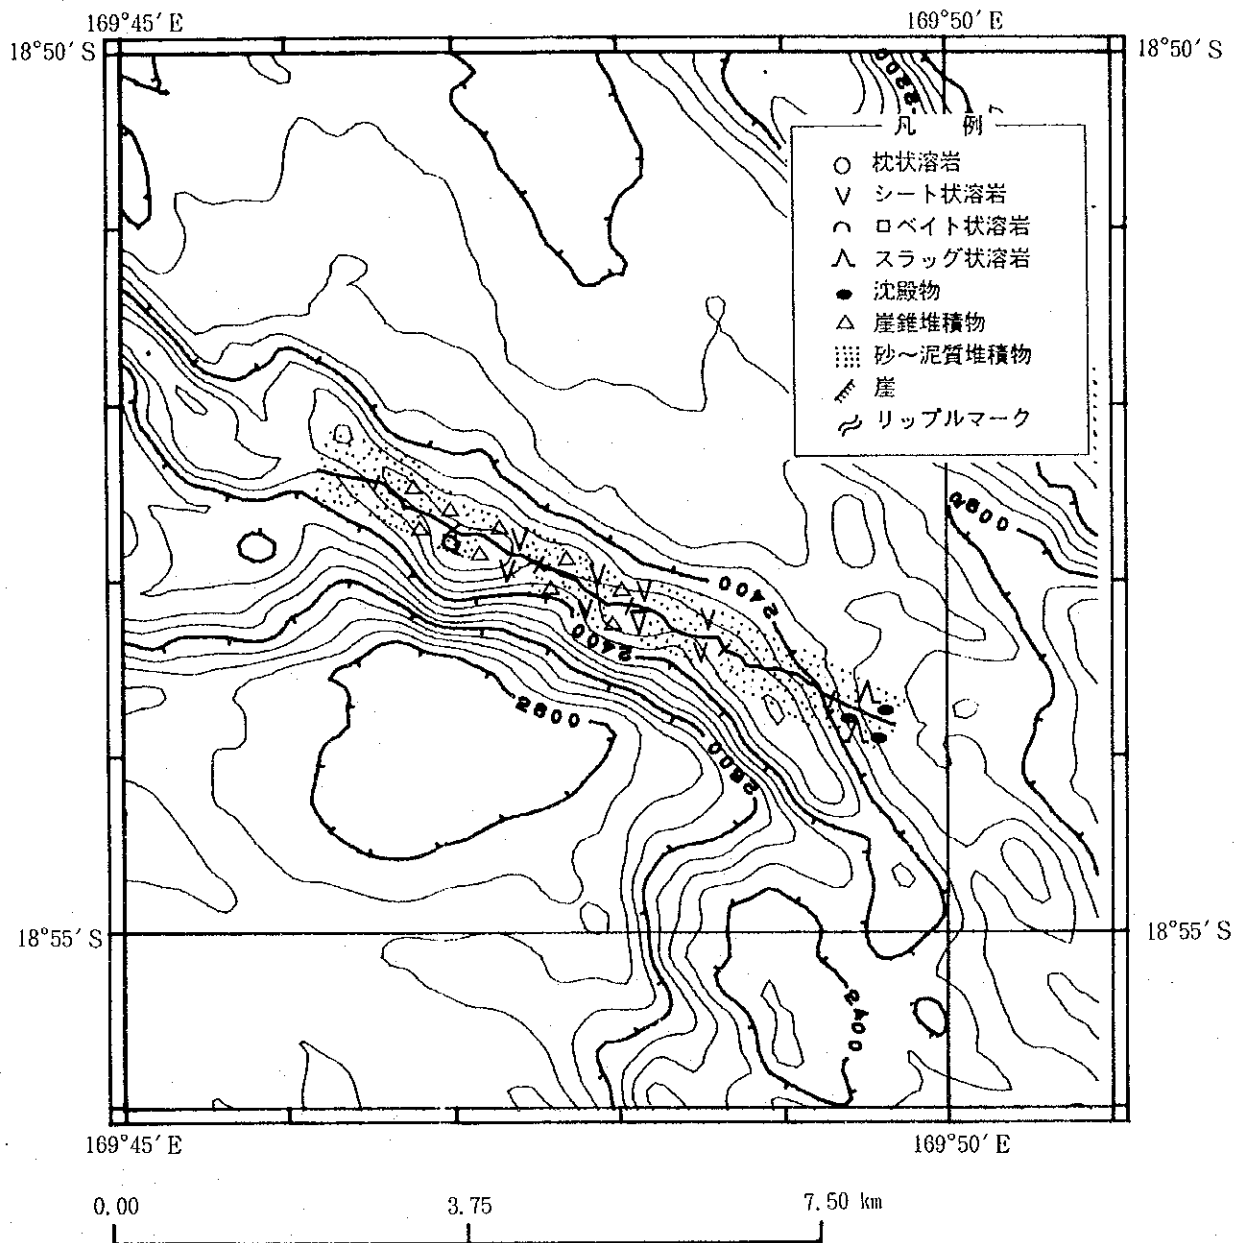 169°45′E
169°50′E
18°50′S
18°50′S
2200
凡 例
枕状溶岩
シート状溶岩
ロベイト状溶岩
スラッグ状溶岩
沈殿物
崖錐堆積物
砂～泥質堆積物
崖
リップルマーク
2400
2400
2600
2600
18°55′S
18°55′S
2400
169°45′E
169°50′E
0.00
3.75
7.50 km